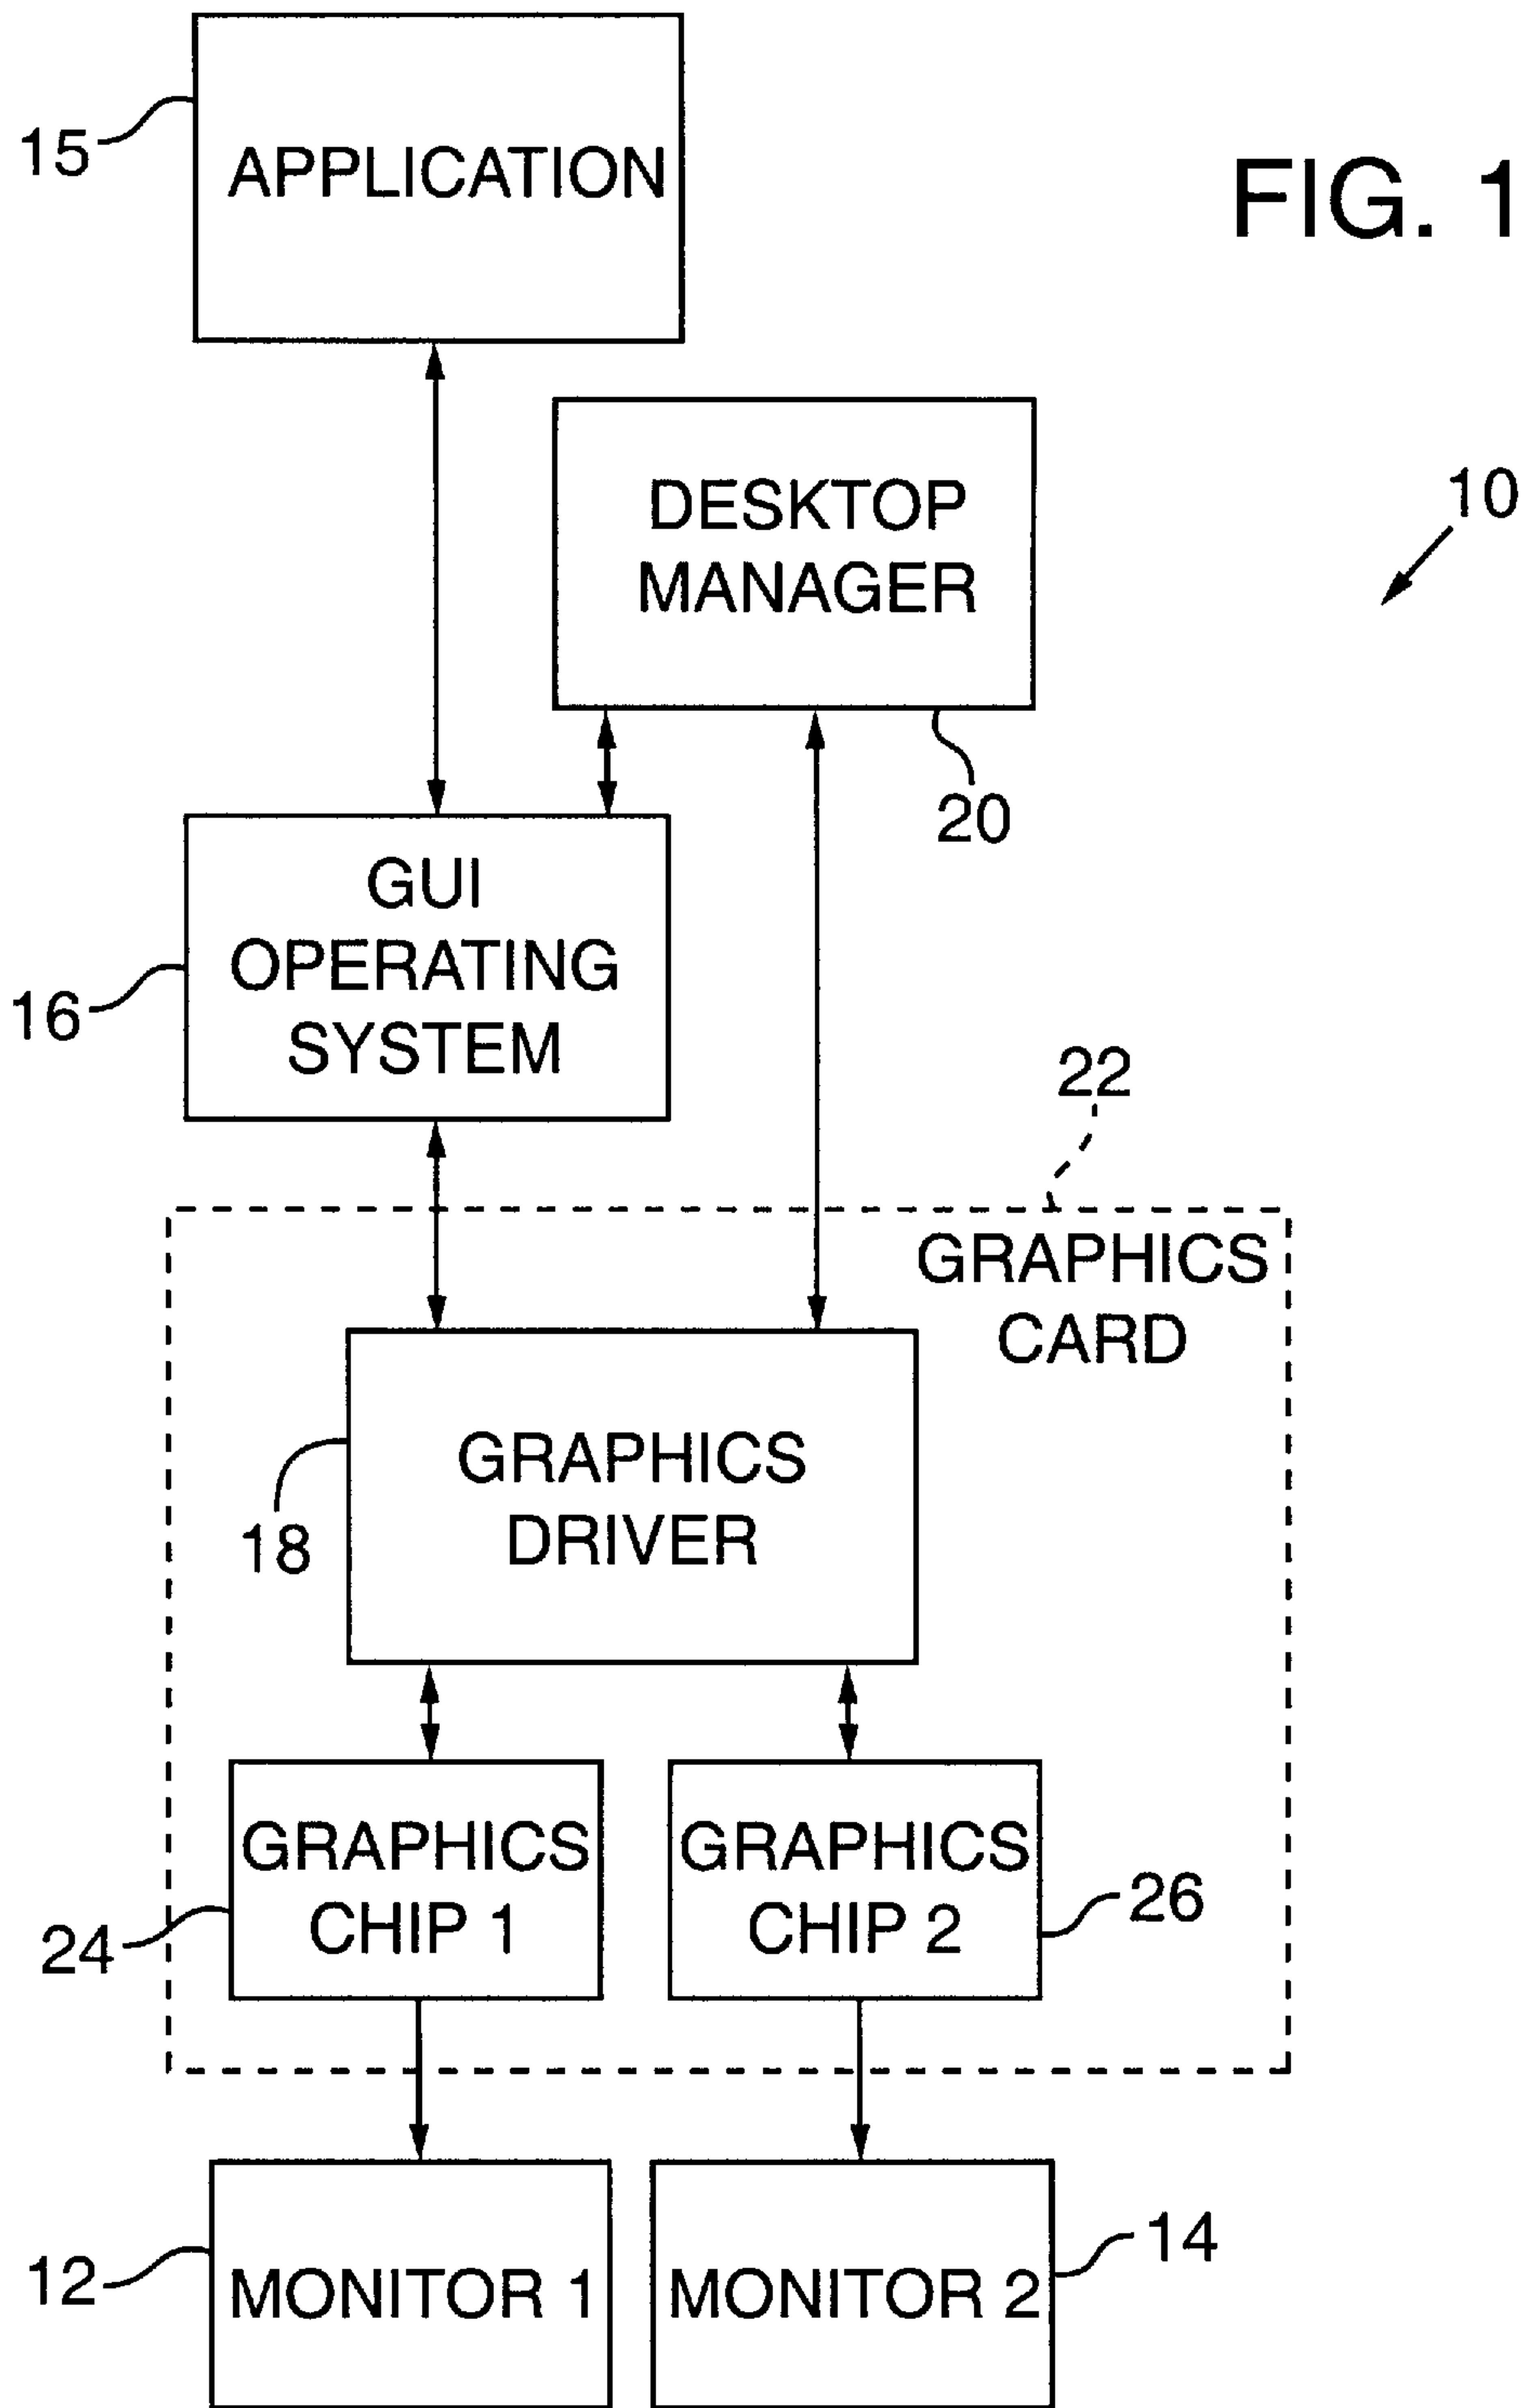 FIG. 1
15
APPLICATION
10
DESKTOP
MANAGER
20
GUI
OPERATING
SYSTEM
16
22
GRAPHICS
CARD
GRAPHICS
DRIVER
18
GRAPHICS
CHIP 1
24
GRAPHICS
CHIP 2
26
MONITOR 1
12
MONITOR 2
14